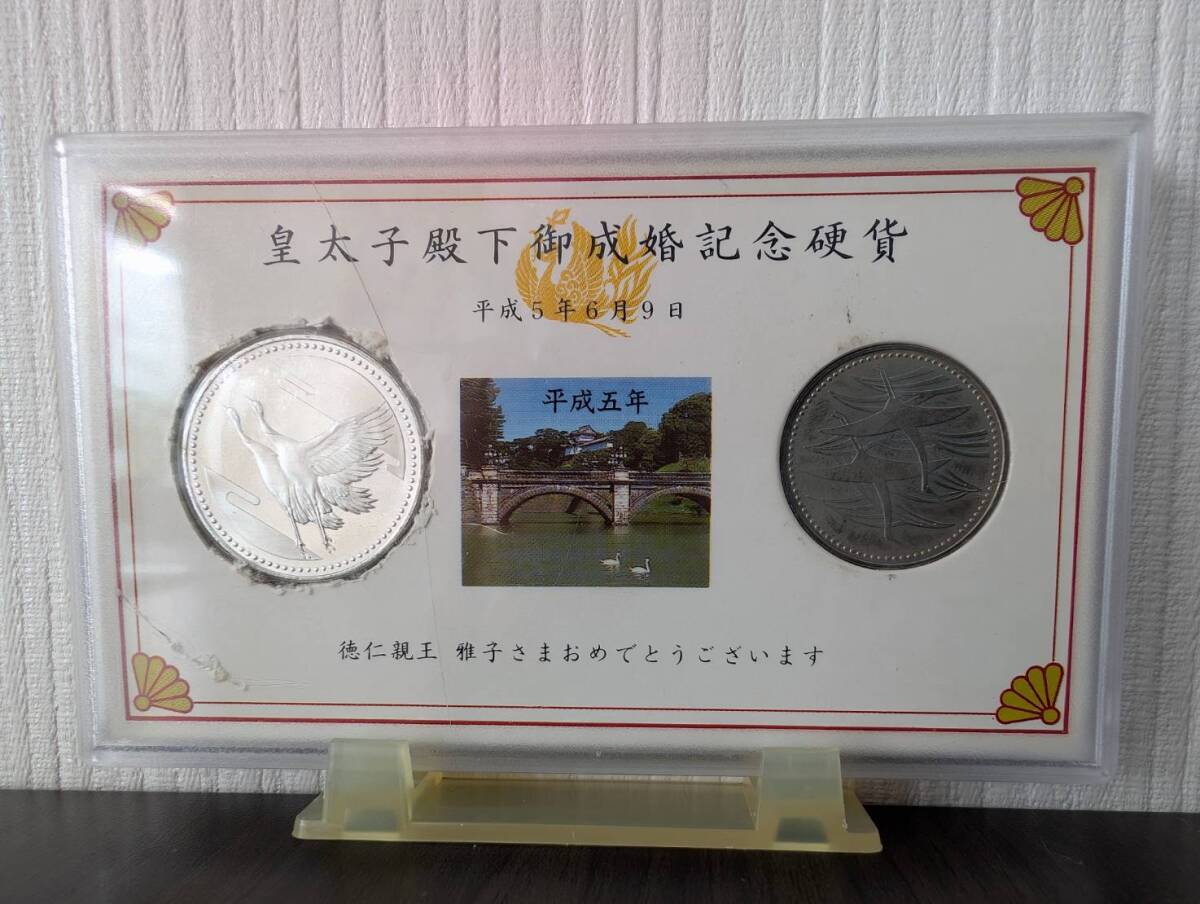 皇太子殿下御成婚記念硬貨
平成5年6月9日
平成五年
徳仁親王 雅子さまおめでとうございます